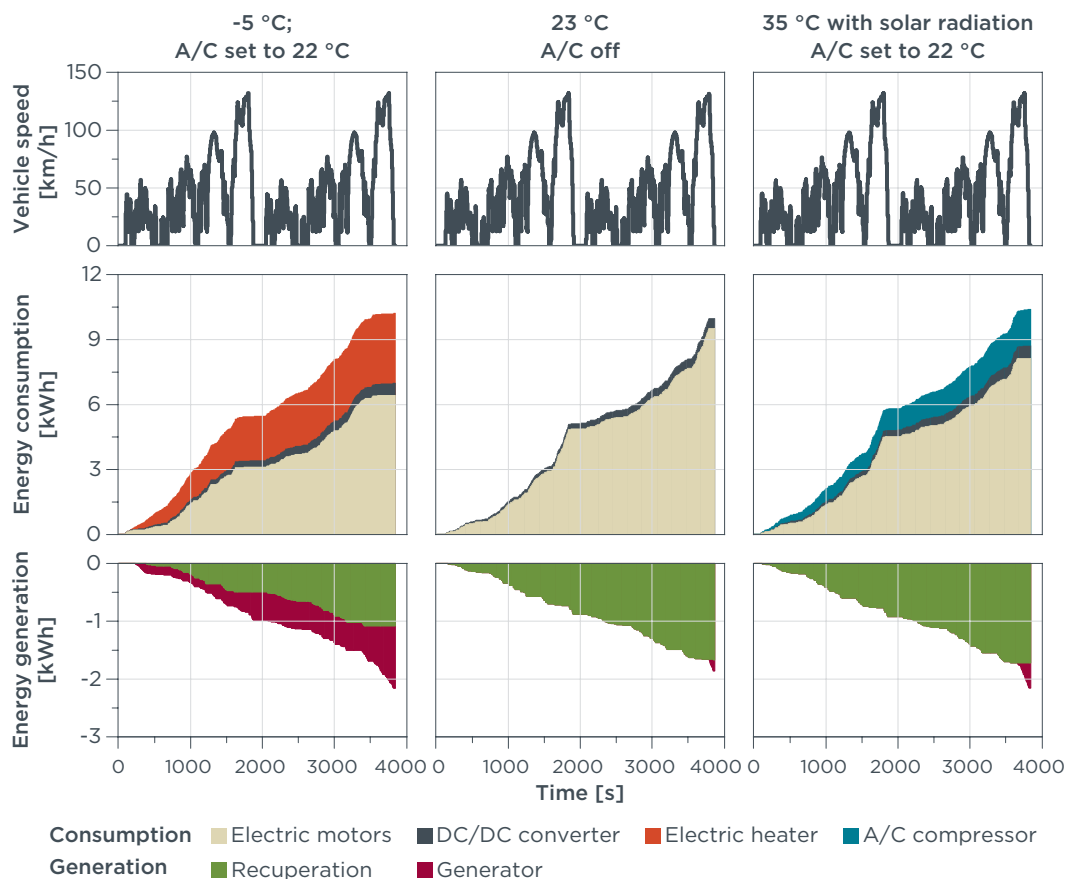 -5 °C;
A/C set to 22 °C
23 °C
A/C off
35 °C with solar radiation
A/C set to 22 °C
Vehicle speed
[km/h]
150
100
50
0
Energy consumption
[kWh]
12
9
6
3
0
Energy generation
[kWh]
0
-1
-2
-3
0 1000 2000 3000 4000
0 1000 2000 3000 4000
0 1000 2000 3000 4000
Time [s]
Consumption Electric motors DC/DC converter Electric heater A/C compressor
Generation Recuperation Generator